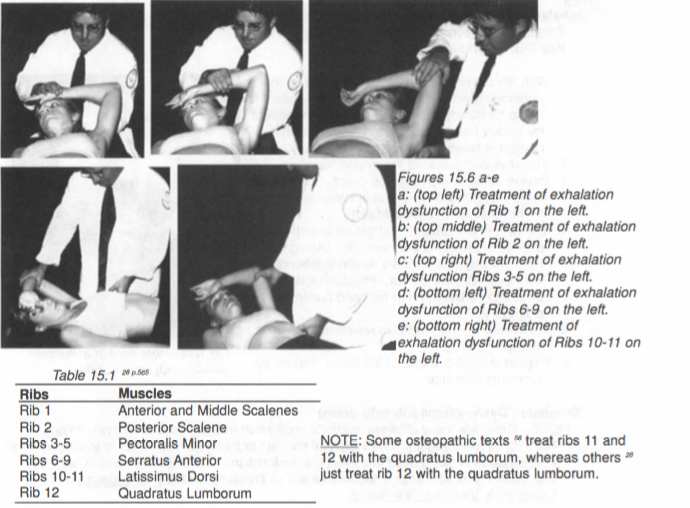 Figures 15.6 a-e
a: (top left) Treatment of exhalation
dysfunction of Rib 1 on the left.
b: (top middle) Treatment of exhalation
dysfunction of Rib 2 on the left.
c: (top right) Treatment of exhalation
dysfunction Ribs 3-5 on the left.
d: (bottom left) Treatment of exhalation
dysfunction of Ribs 6-9 on the left.
e: (bottom right) Treatment of
exhalation dysfunction of Ribs 10-11 on
the left.
Table 15.1 28 p.565
Ribs Muscles
Rib 1 Anterior and Middle Scalenes
Rib 2 Posterior Scalene
Ribs 3-5 Pectoralis Minor
Ribs 6-9 Serratus Anterior
Ribs 10-11 Latissimus Dorsi
Rib 12 Quadratus Lumborum
NOTE: Some osteopathic texts treat ribs 11 and
12 with the quadratus lumborum, whereas others 28
just treat rib 12 with the quadratus lumborum.